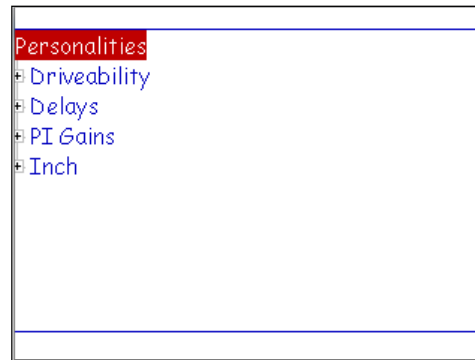 Personalities
Driveability
Delays
PI Gains
Inch